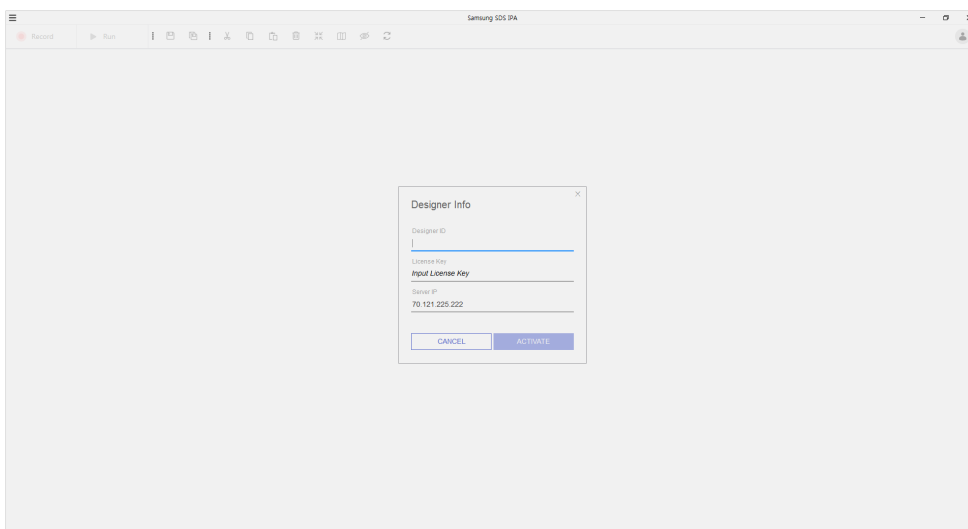 Samsung SDS IPA
Record
Run
Designer Info
Designer ID
License Key
Input License Key
Server IP
70.121.225.222
CANCEL
ACTIVATE